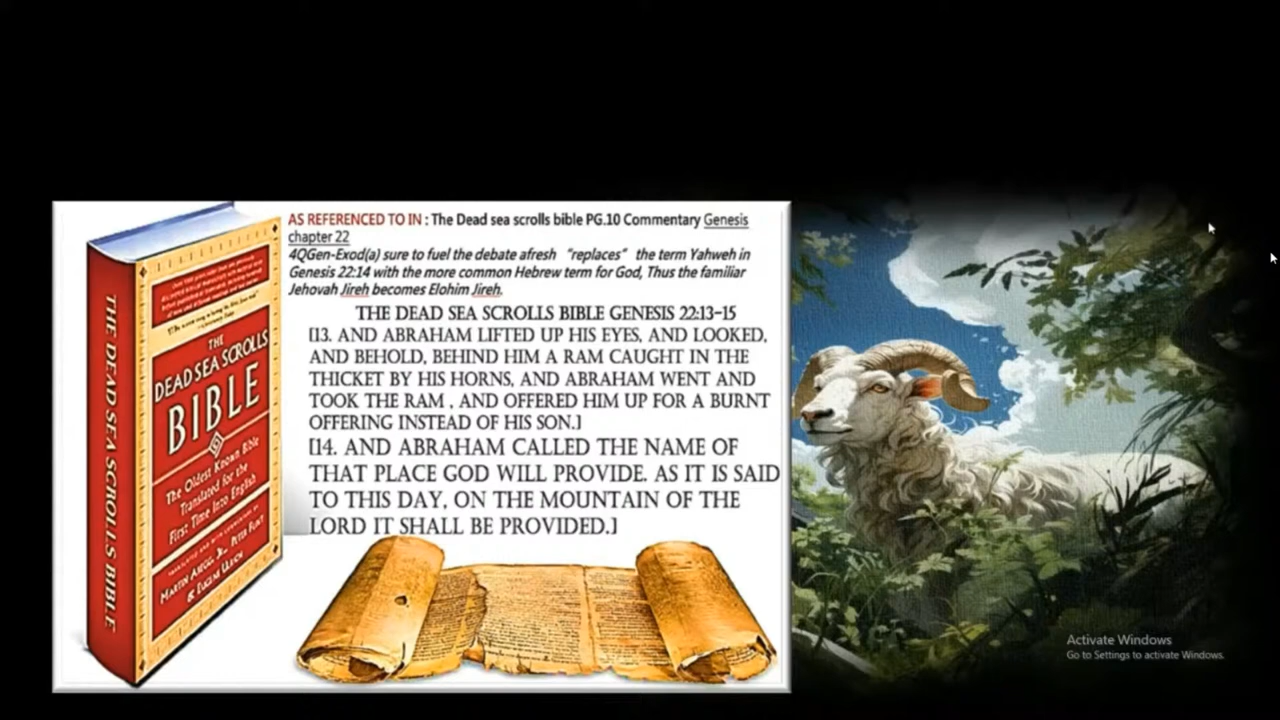 THE DEAD SEA SCROLLS BIBLE
THE
DEAD SEA SCROLLS
BIBLE
The Oldest Known Bible
Translated for the
First Time Into English
MARTIN ABEGG, JR., PETER FLINT
& EUGENE ULRICH
AS REFERENCED TO IN : The Dead sea scrolls bible PG.10 Commentary Genesis
chapter 22
4QGen-Exod(a) sure to fuel the debate afresh “replaces” the term Yahweh in
Genesis 22:14 with the more common Hebrew term for God, Thus the familiar
Jehovah Jireh becomes Elohim Jireh.
THE DEAD SEA SCROLLS BIBLE GENESIS 22:13-15
[13. AND ABRAHAM LIFTED UP HIS EYES, AND LOOKED,
AND BEHOLD, BEHIND HIM A RAM CAUGHT IN THE
THICKET BY HIS HORNS, AND ABRAHAM WENT AND
TOOK THE RAM , AND OFFERED HIM UP FOR A BURNT
OFFERING INSTEAD OF HIS SON.]
[14. AND ABRAHAM CALLED THE NAME OF
THAT PLACE GOD WILL PROVIDE. AS IT IS SAID
TO THIS DAY, ON THE MOUNTAIN OF THE
LORD IT SHALL BE PROVIDED.]
Activate Windows
Go to Settings to activate Windows.